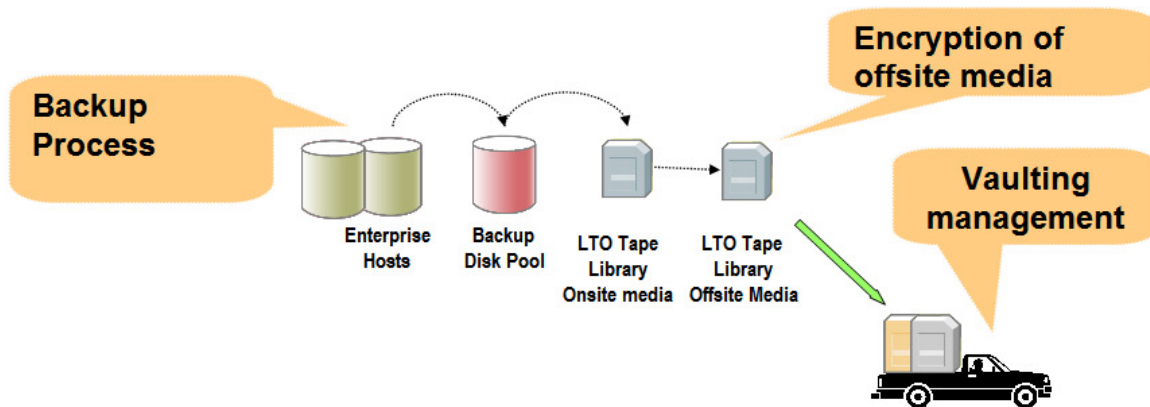 Backup
Process
Encryption of
offsite media
Vaulting
management
Enterprise
Hosts
Backup
Disk Pool
LTO Tape
Library
Onsite media
LTO Tape
Library
Offsite Media